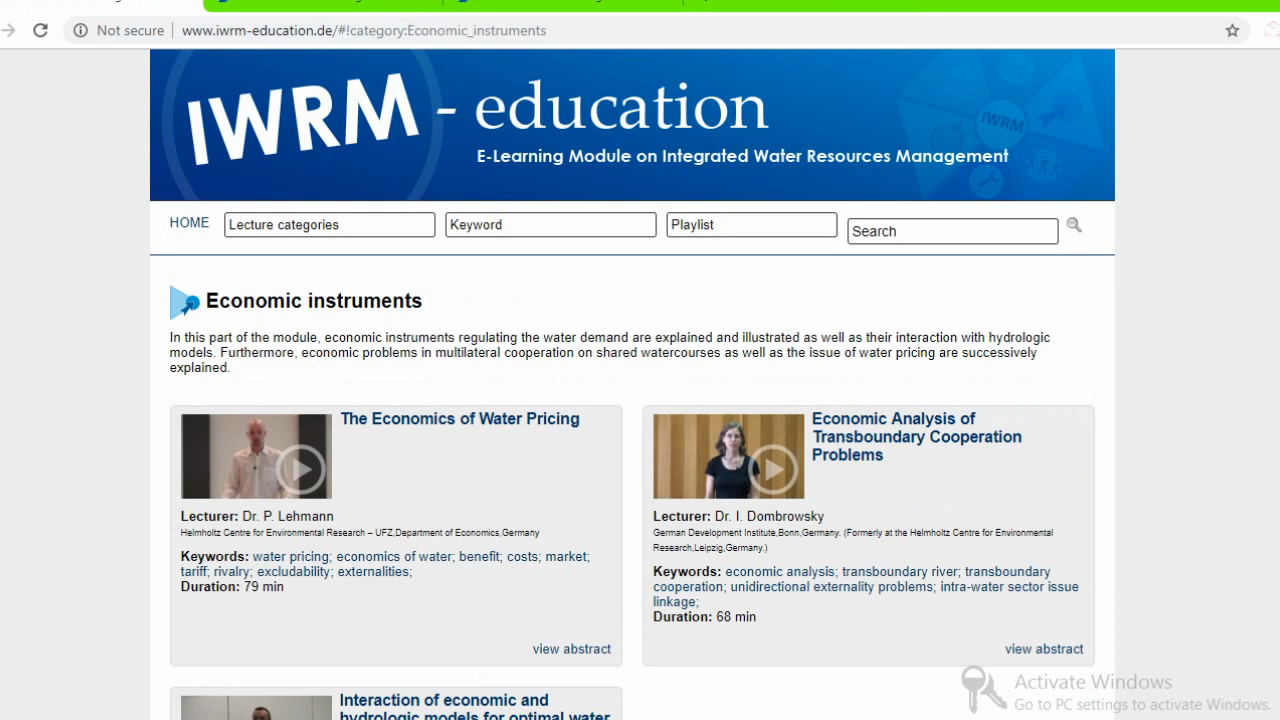 Not secure
www.iwrm-education.de/#!category:Economic_instruments
IWRM - education
E-Learning Module on Integrated Water Resources Management
IWRM
HOME
Lecture categories
Keyword
Playlist
Search
Economic instruments
In this part of the module, economic instruments regulating the water demand are explained and illustrated as well as their interaction with hydrologic
models. Furthermore, economic problems in multilateral cooperation on shared watercourses as well as the issue of water pricing are successively
explained.
The Economics of Water Pricing
Lecturer: Dr. P. Lehmann
Helmholtz Centre for Environmental Research – UFZ,Department of Economics,Germany
Keywords: water pricing; economics of water; benefit; costs; market;
tariff; rivalry; excludability; externalities;
Duration: 79 min
view abstract
Economic Analysis of
Transboundary Cooperation
Problems
Lecturer: Dr. I. Dombrowsky
German Development Institute,Bonn,Germany. (Formerly at the Helmholtz Centre for Environmental
Research,Leipzig,Germany.)
Keywords: economic analysis; transboundary river; transboundary
cooperation; unidirectional externality problems; intra-water sector issue
linkage;
Duration: 68 min
view abstract
Interaction of economic and
hydrologic models for optimal water
Activate Windows
Go to PC settings to activate Windows.